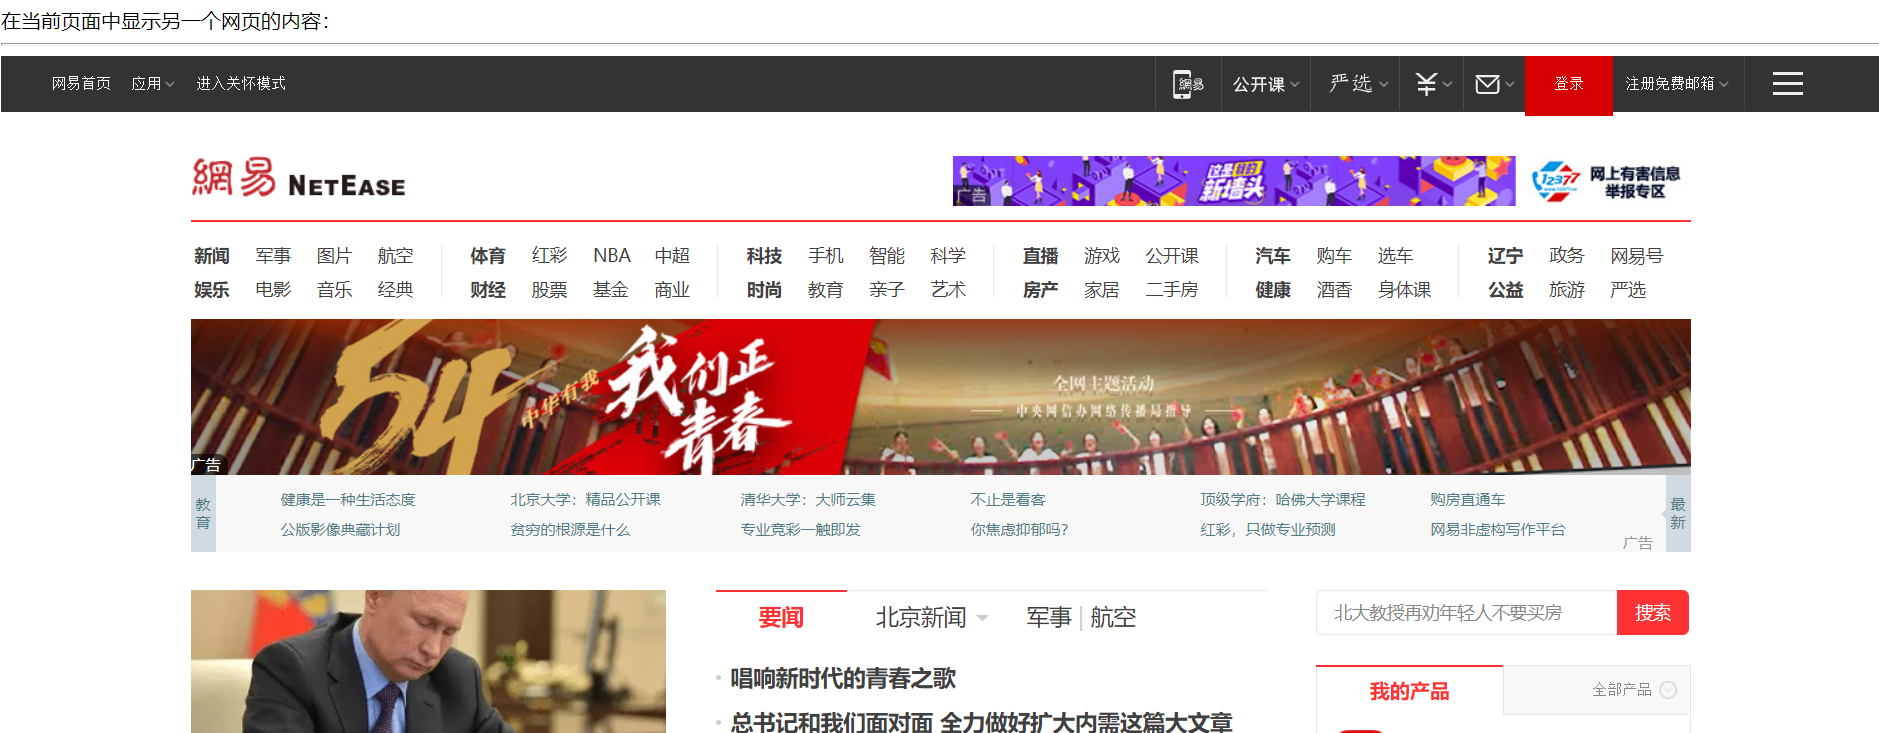 在当前页面中显示另一个网页的内容：
网易首页 应用 进入关怀模式 網易 公开课 严选 登录 注册免费邮箱
網易 NETEASE
广告 这是我的新墙头
12377 网上有害信息举报专区
新闻 军事 图片 航空 体育 红彩 NBA 中超 科技 手机 智能 科学 直播 游戏 公开课 汽车 购车 选车 辽宁 政务 网易号
娱乐 电影 音乐 经典 财经 股票 基金 商业 时尚 教育 亲子 艺术 房产 家居 二手房 健康 酒香 身体课 公益 旅游 严选
54 中华有我 我们正青春
全网主题活动
中央网信办网络传播局指导
广告
教育 健康是一种生活态度 北京大学：精品公开课 清华大学：大师云集 不止是看客 顶级学府：哈佛大学课程 购房直通车 最新
公版影像典藏计划 贫穷的根源是什么 专业竞彩一触即发 你焦虑抑郁吗？ 红彩，只做专业预测 网易非虚构写作平台
广告
要闻 北京新闻 军事 | 航空
北大教授再劝年轻人不要买房 搜索
唱响新时代的青春之歌
我的产品 全部产品
总书记和我们面对面 全力做好扩大内需这篇大文章